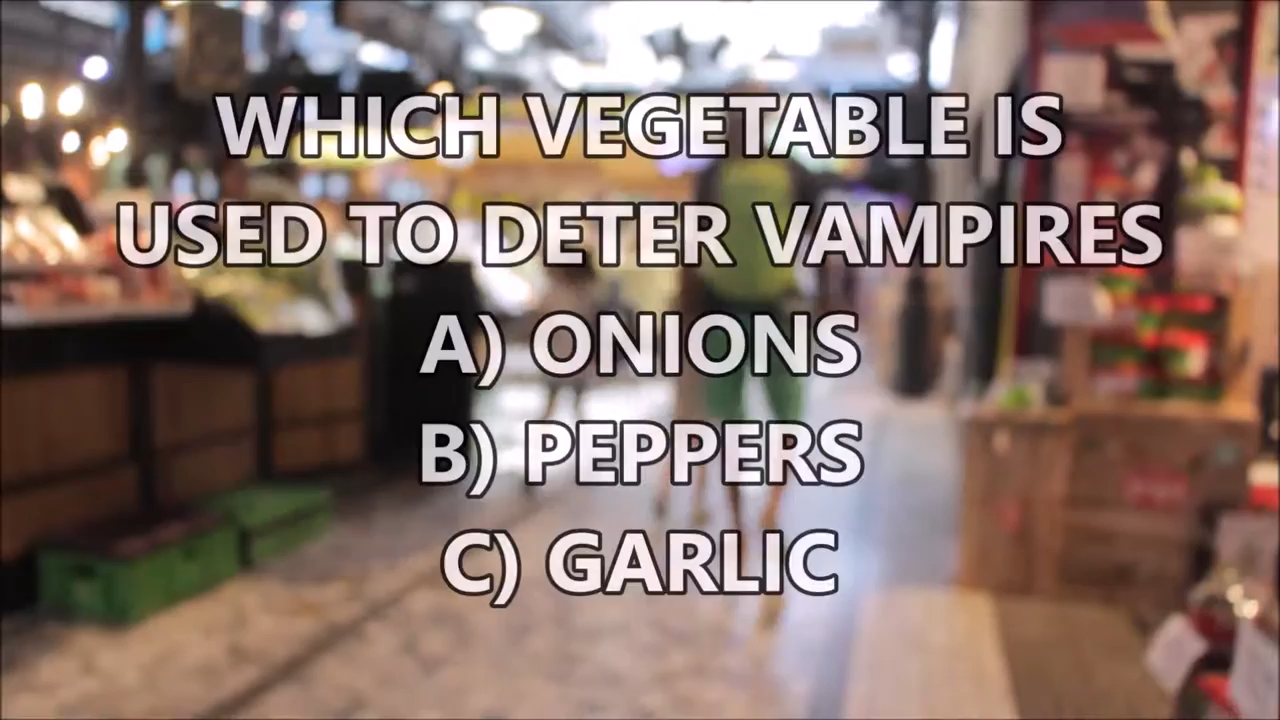 WHICH VEGETABLE IS
USED TO DETER VAMPIRES
A) ONIONS
B) PEPPERS
C) GARLIC